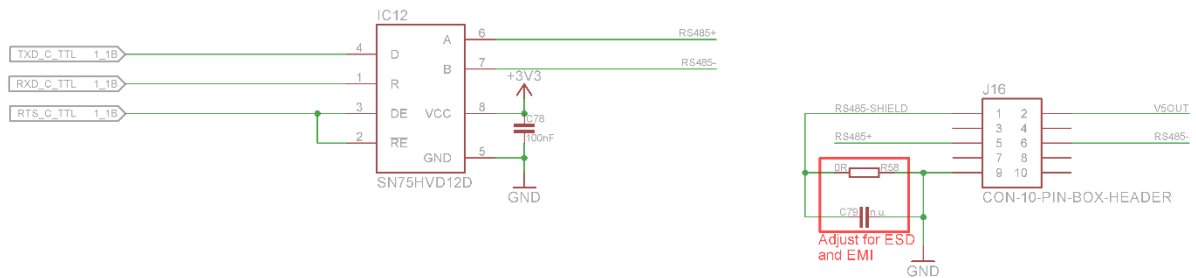 IC12
TXD_C_TTL 1_1B
RXD_C_TTL 1_1B
RTS_C_TTL 1_1B
4 D
1 R
3 DE
2 RE
A 6 RS485+
B 7 RS485-
VCC 8
GND 5
+3V3
C78
100nF
GND
SN75HVD12D
J16
RS485-SHIELD 1 2 V5OUT
3 4
RS485+ 5 6 RS485-
7 8
9 10
0R R58
CON-10-PIN-BOX-HEADER
C79 n.u.
Adjust for ESD
and EMI
GND